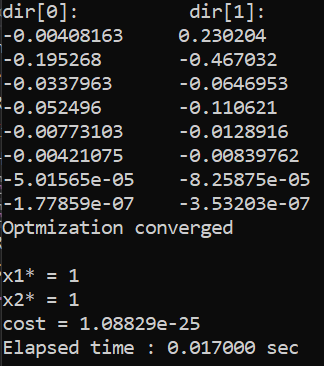 dir[0]: dir[1]:
-0.00408163 0.230204
-0.195268 -0.467032
-0.0337963 -0.0646953
-0.052496 -0.110621
-0.00773103 -0.0128916
-0.00421075 -0.00839762
-5.01565e-05 -8.25875e-05
-1.77859e-07 -3.53203e-07
Optmization converged
x1* = 1
x2* = 1
cost = 1.08829e-25
Elapsed time : 0.017000 sec